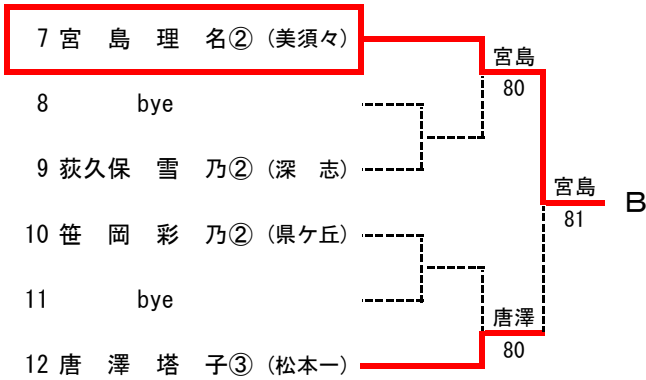 7 宮 島 理 名② (美須々)
宮島
80
8 bye
9 荻久保 雪 乃② (深 志)
宮島
81
B
10 笹 岡 彩 乃② (県ケ丘)
11 bye
唐澤
80
12 唐 澤 塔 子③ (松本一)